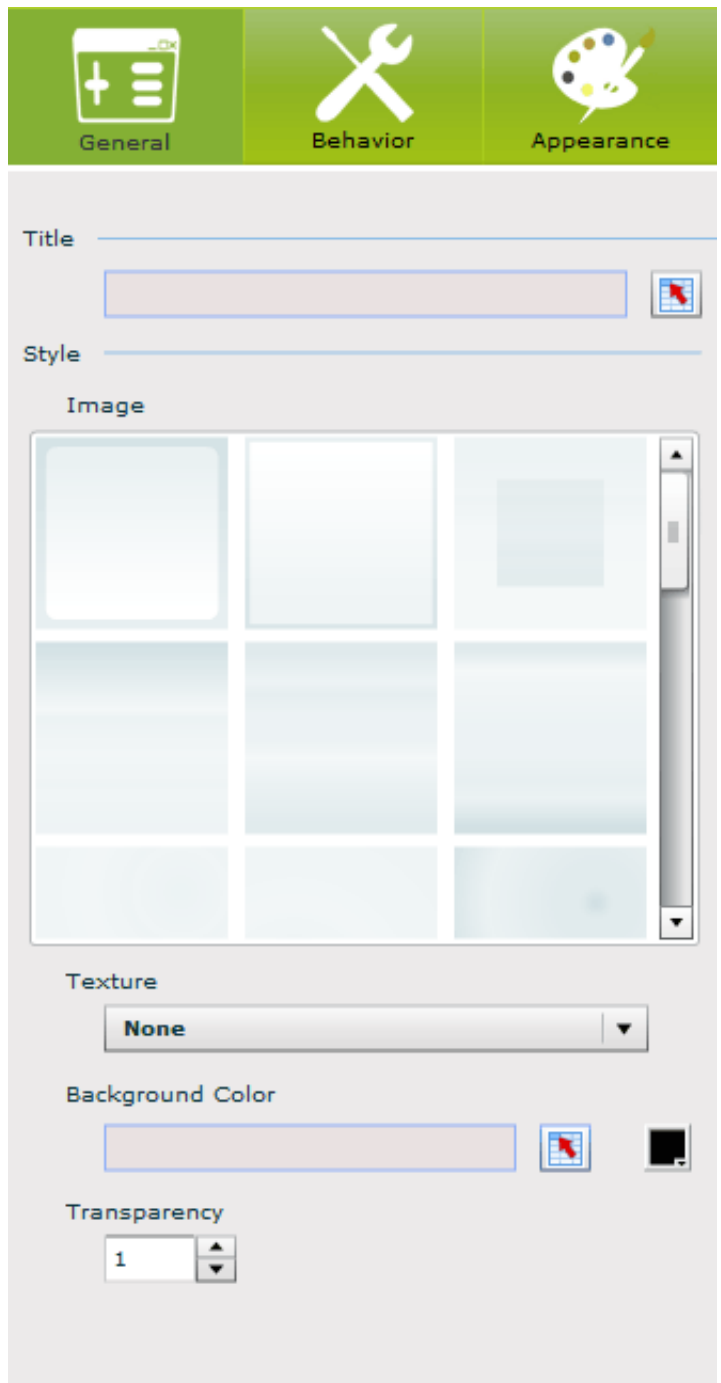 General Behavior Appearance
Title
Style
Image
Texture
None
Background Color
Transparency
1